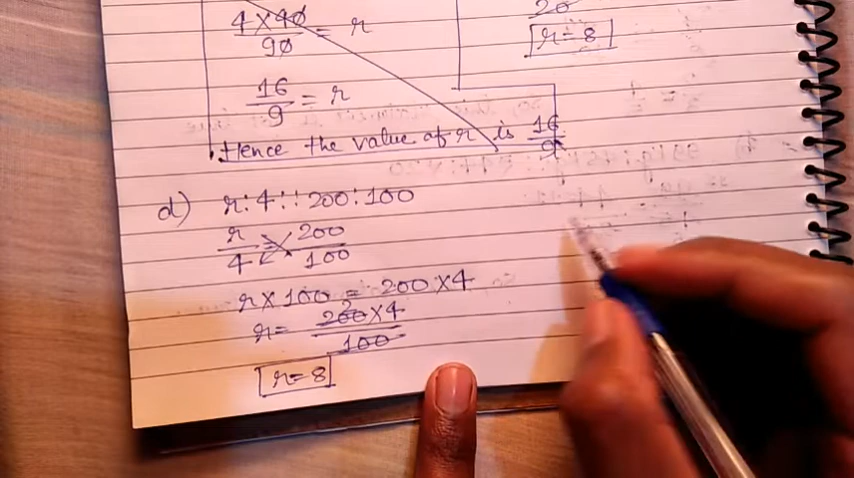 4×40/90 = r
16/9 = r
Hence the value of r is 16/9
20
r=8
d) r:4::200:100
r/4 = 200/100
r×100 = 200×4
r= 200×4/100 2
r=8